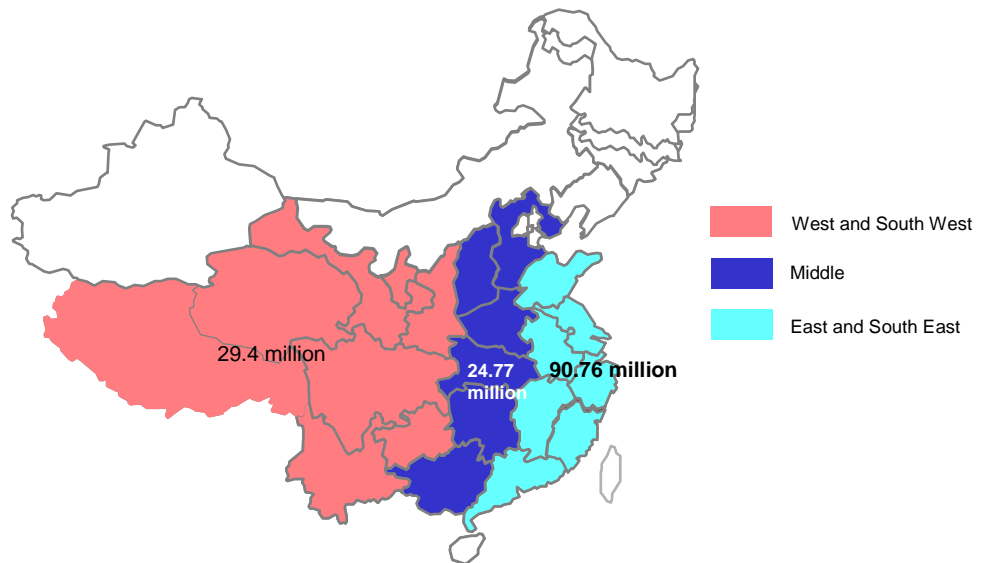 West and South West
Middle
East and South East
29.4 million
24.77
million
90.76 million